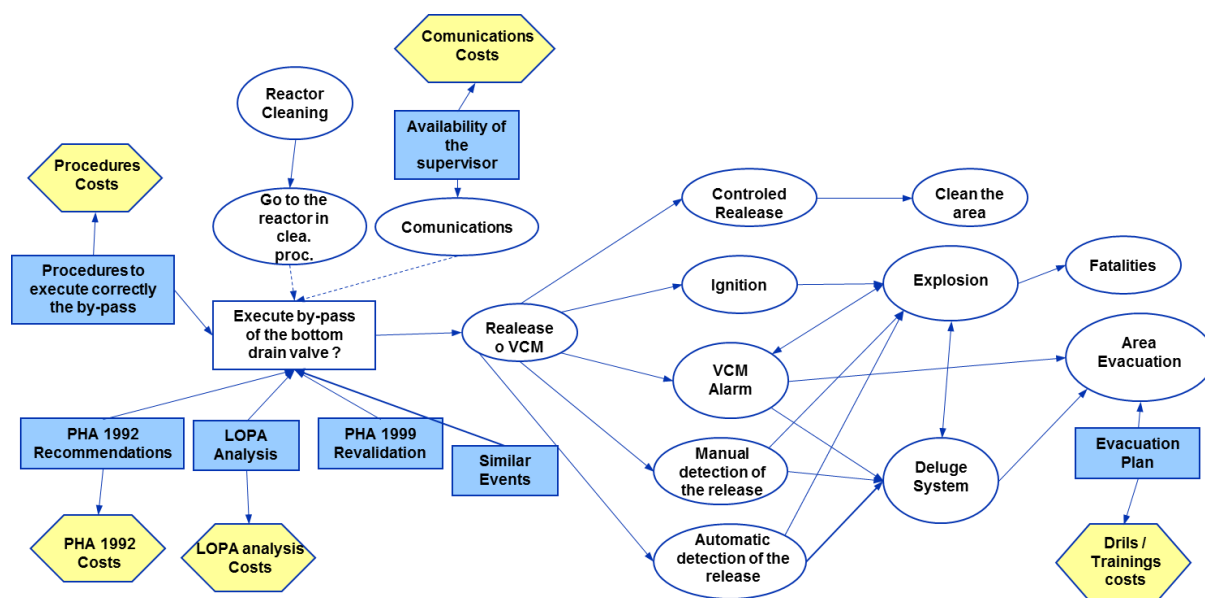 Comunications
Costs
Reactor
Cleaning
Availability of
the
supervisor
Procedures
Costs
Go to the
reactor in
clea.
proc.
Comunications
Controled
Realease
Clean the
area
Procedures to
execute correctly
the by-pass
Execute by-pass
of the bottom
drain valve ?
Realease
o VCM
Ignition
Explosion
Fatalities
VCM
Alarm
Area
Evacuation
PHA 1992
Recommendations
LOPA
Analysis
PHA 1999
Revalidation
Similar
Events
Manual
detection of
the release
Deluge
System
Evacuation
Plan
PHA 1992
Costs
LOPA analysis
Costs
Automatic
detection of the
release
Drils /
Trainings
costs